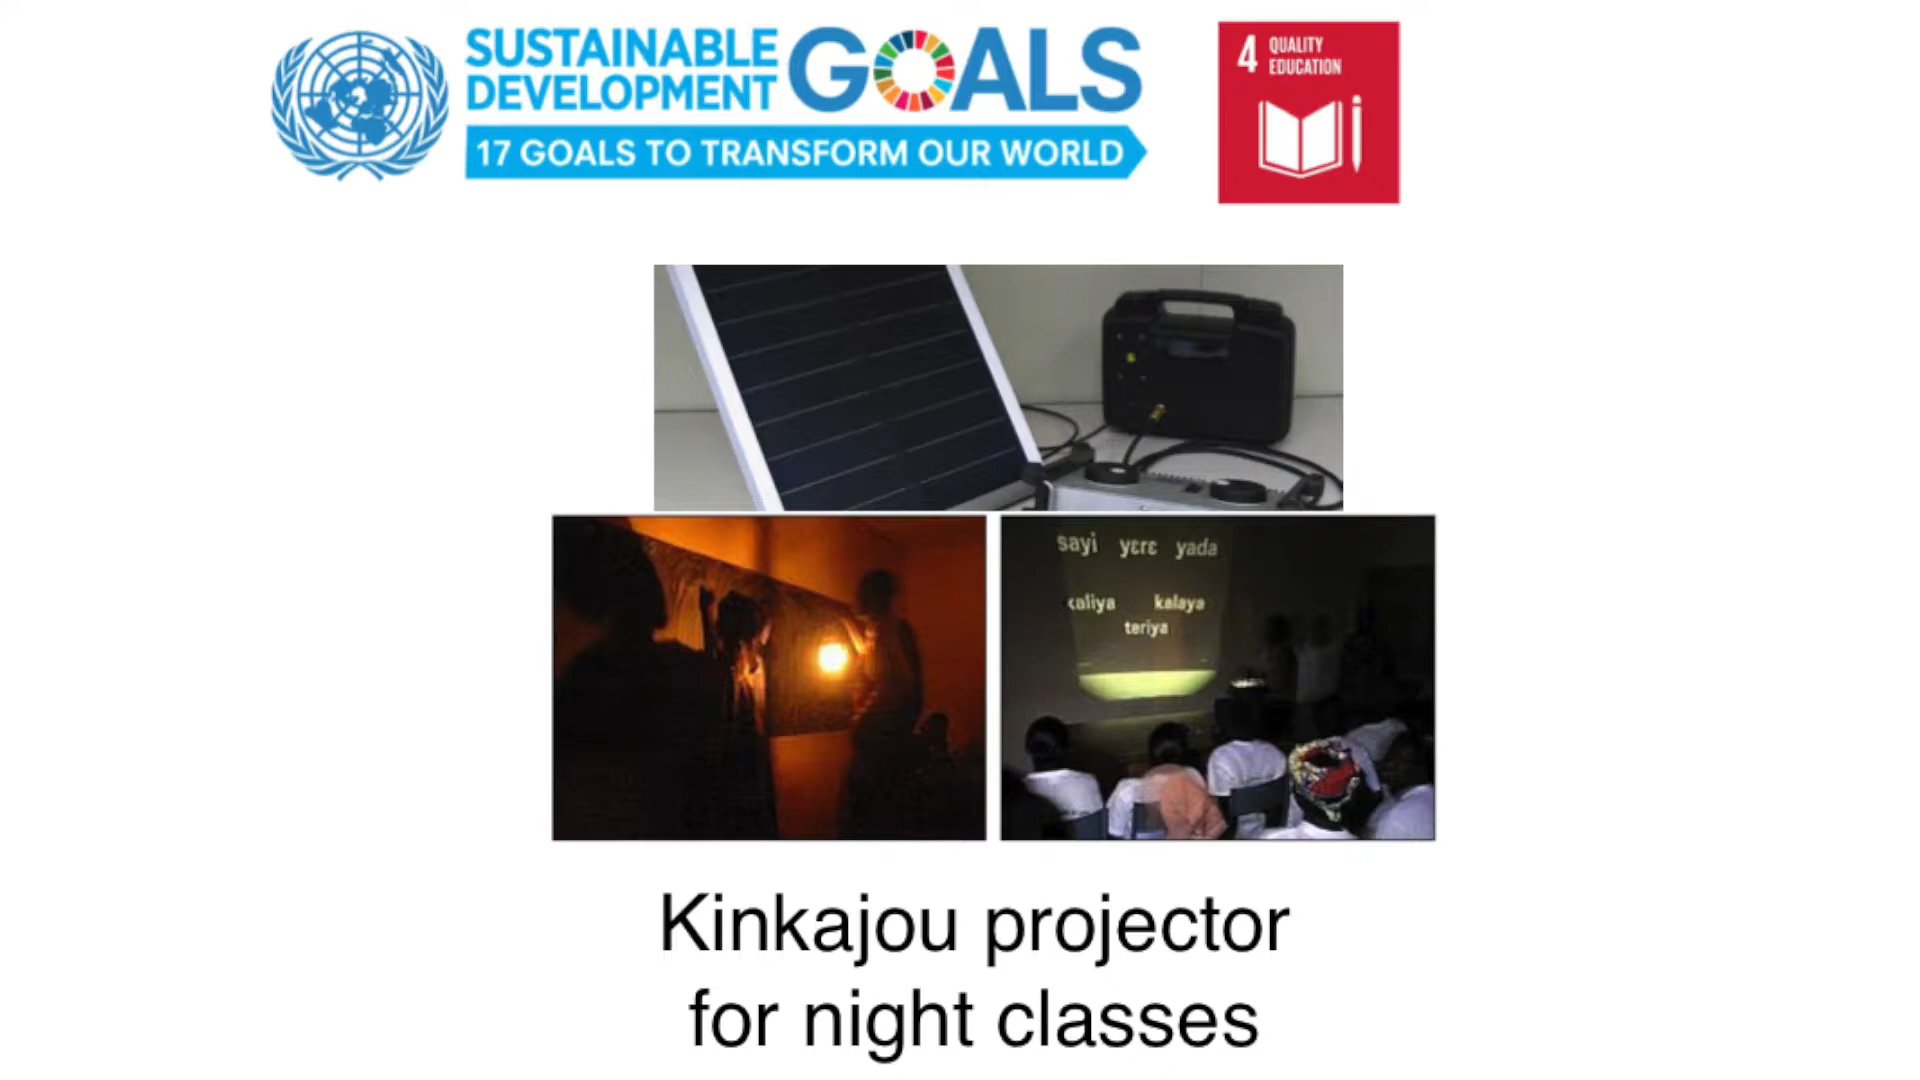 SUSTAINABLE
DEVELOPMENT
GOALS
17 GOALS TO TRANSFORM OUR WORLD
4 QUALITY
EDUCATION
sayi yɛrɛ yada
kaliya kalaya
teriya
Kinkajou projector
for night classes